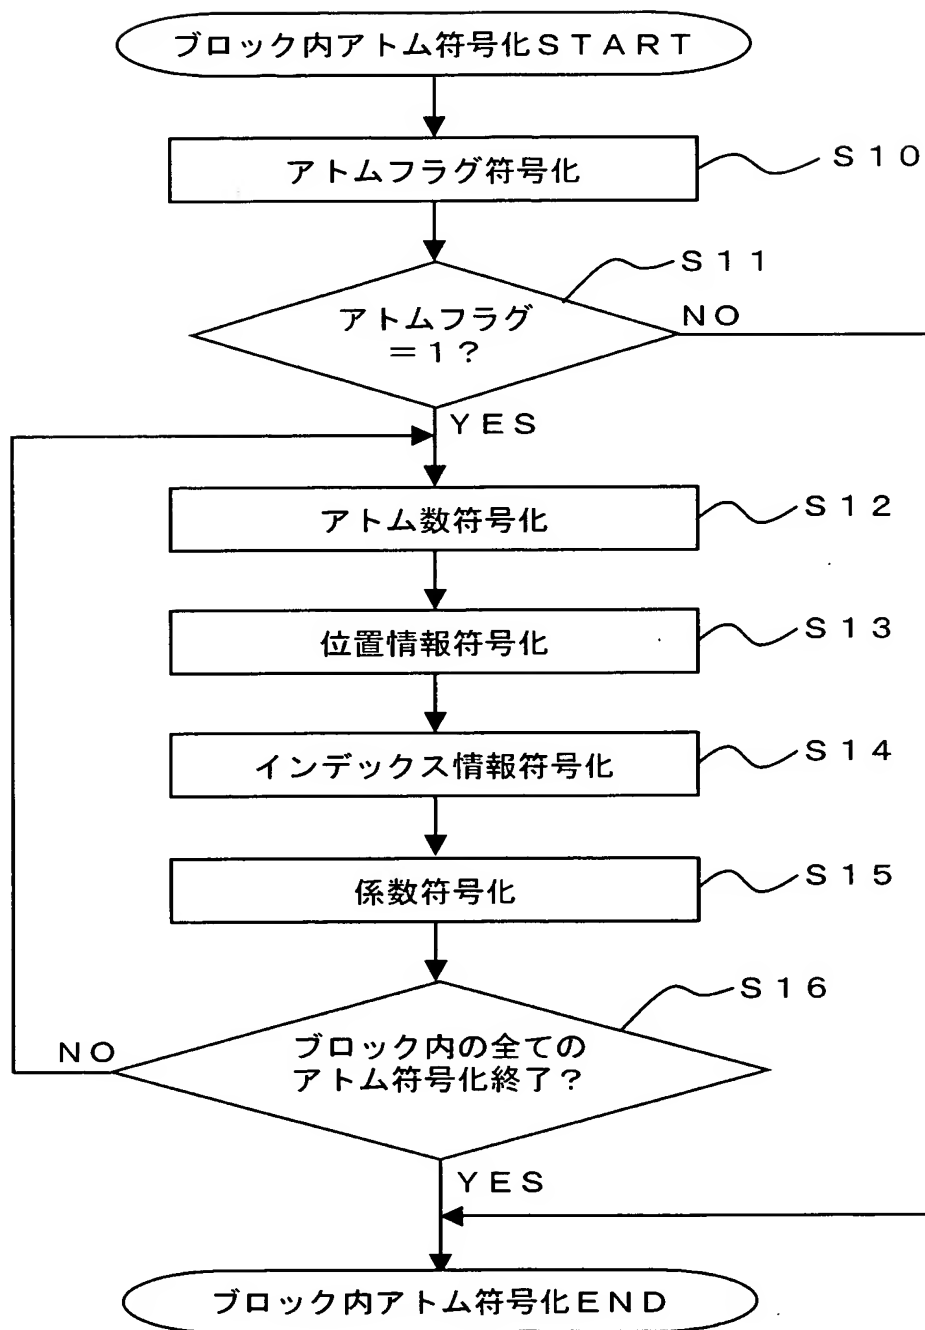 ブロック内アトム符号化START
アトムフラグ符号化
S10
S11
アトムフラグ
=1?
NO
YES
アトム数符号化
S12
位置情報符号化
S13
インデックス情報符号化
S14
係数符号化
S15
S16
ブロック内の全ての
アトム符号化終了?
NO
YES
ブロック内アトム符号化END